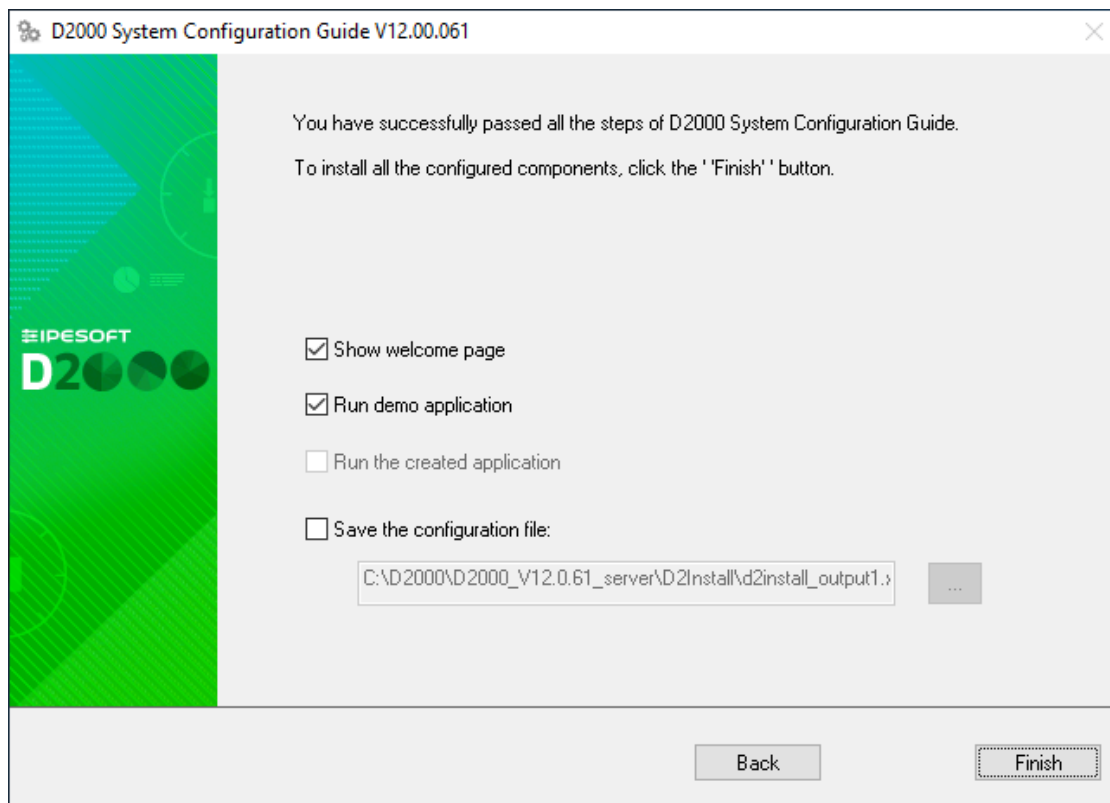 D2000 System Configuration Guide V12.00.061
You have successfully passed all the steps of D2000 System Configuration Guide.
To install all the configured components, click the ' 'Finish' ' button.
IPESOFT
D2000
Show welcome page
Run demo application
Run the created application
Save the configuration file:
C:\D2000\D2000_V12.0.61_server\D2Install\d2install_output1.x
...
Back
Finish